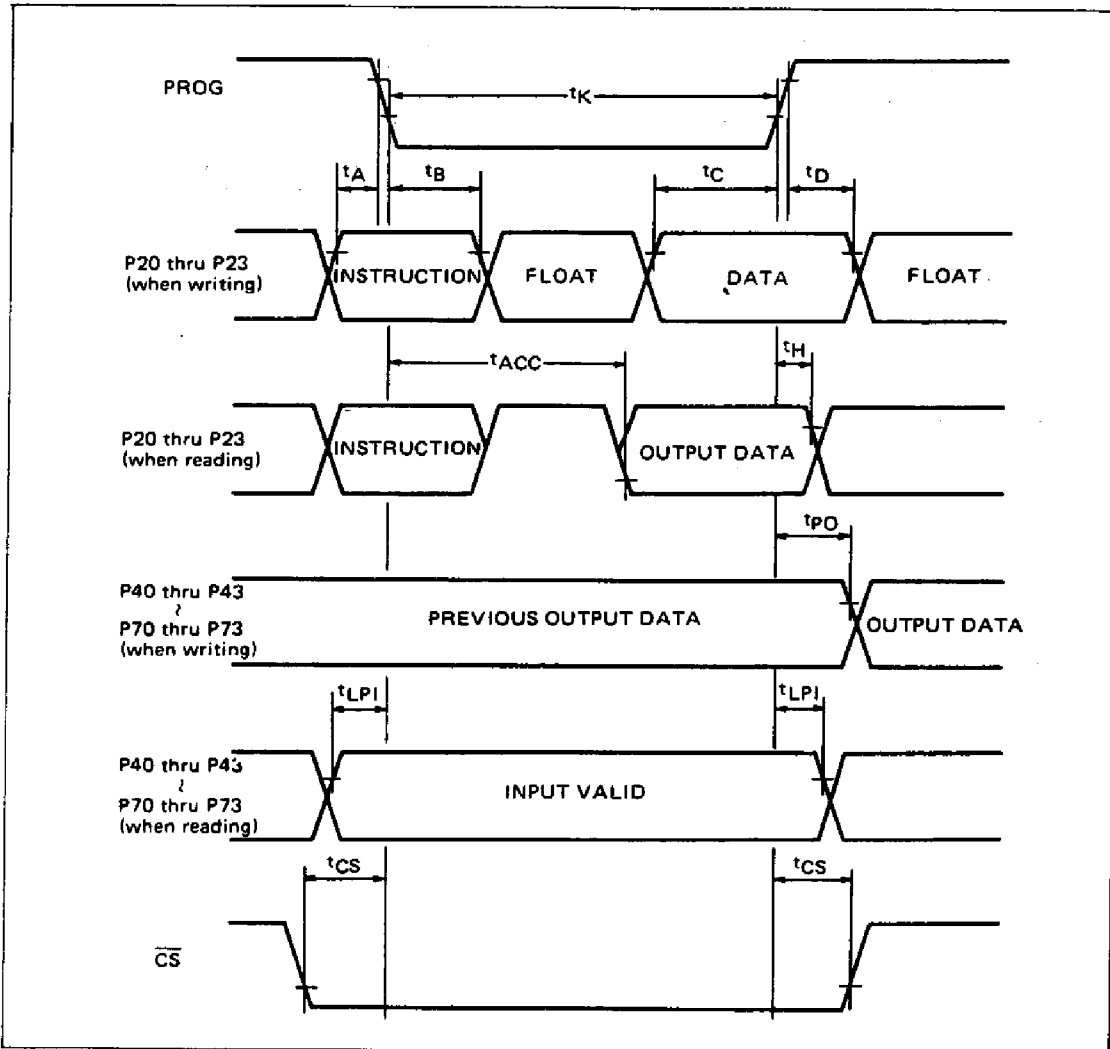 PROG
tK
tA
tB
tC
tD
P20 thru P23
(when writing)
INSTRUCTION
FLOAT
DATA
FLOAT
tACC
tH
P20 thru P23
(when reading)
INSTRUCTION
OUTPUT DATA
tPO
P40 thru P43
~
P70 thru P73
(when writing)
PREVIOUS OUTPUT DATA
OUTPUT DATA
tLPI
tLPI
P40 thru P43
~
P70 thru P73
(when reading)
INPUT VALID
tCS
tCS
CS